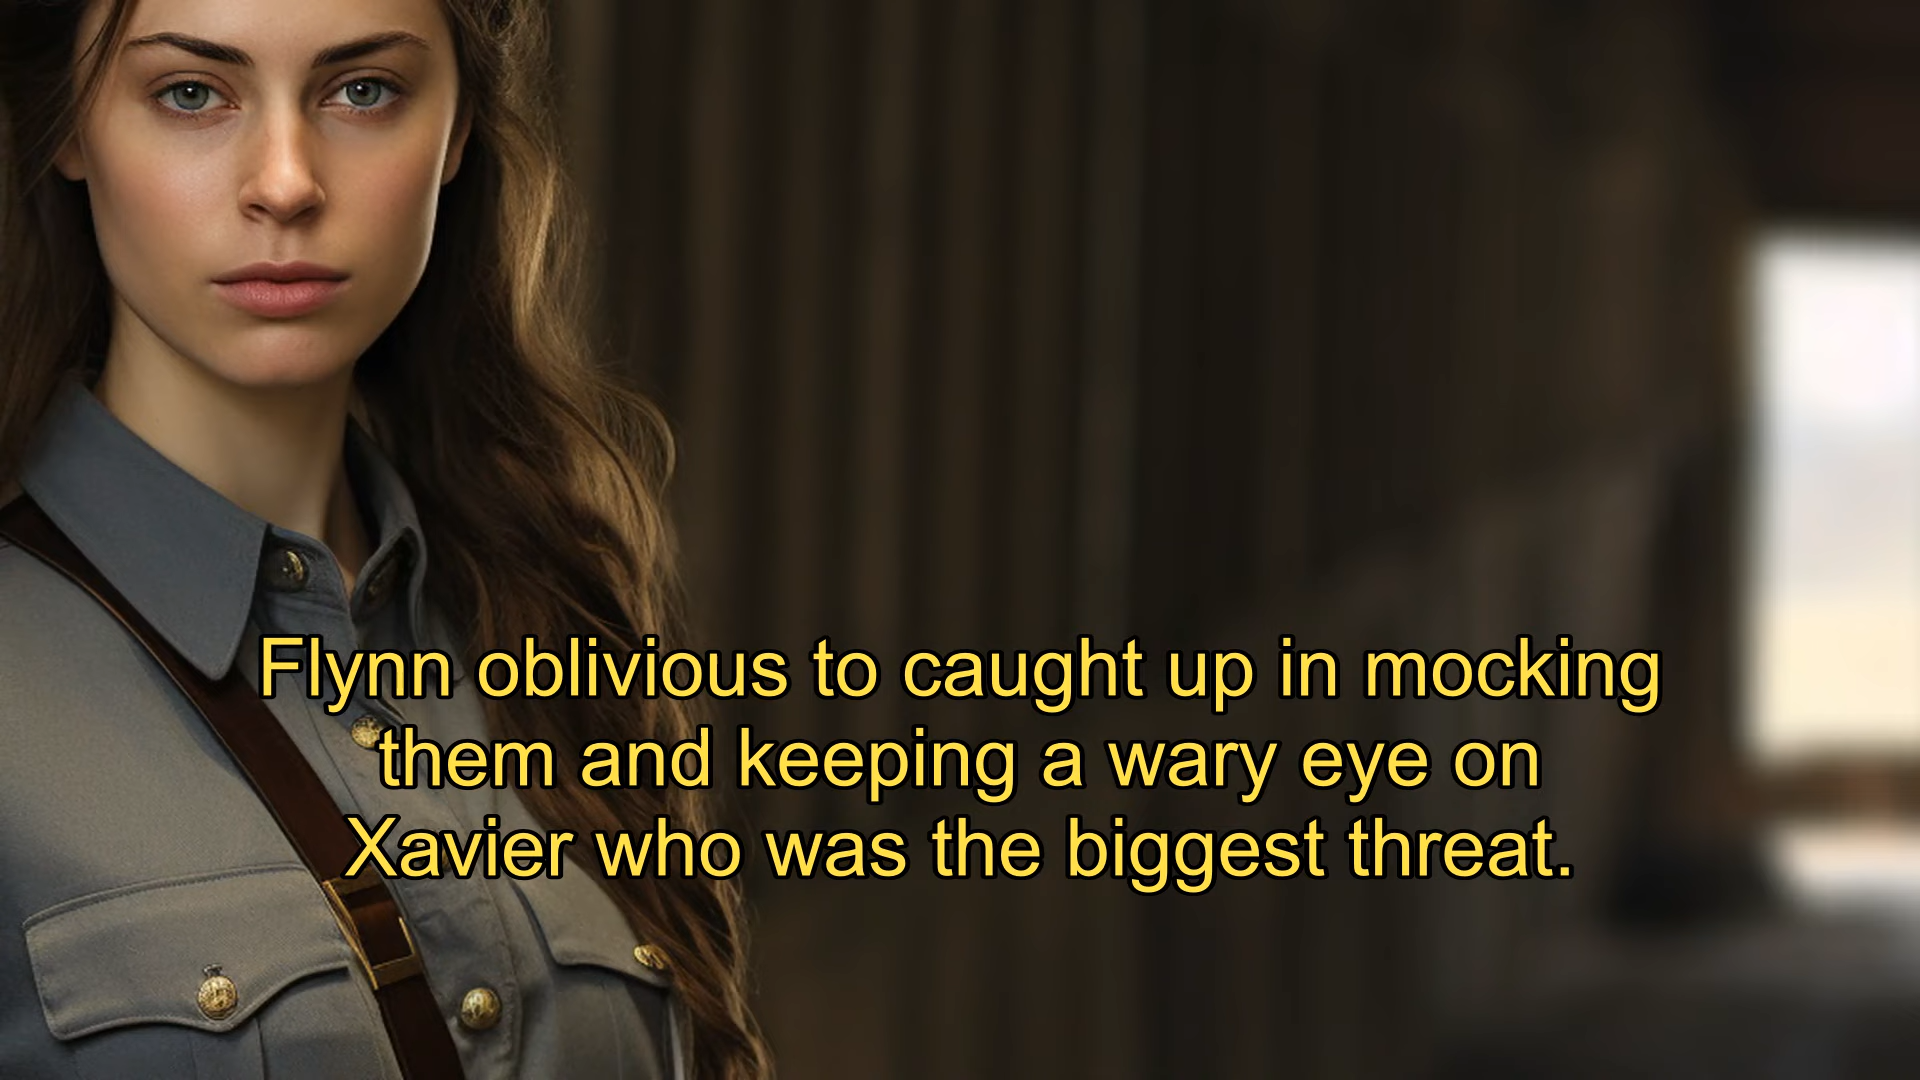 Flynn oblivious to caught up in mocking
them and keeping a wary eye on
Xavier who was the biggest threat.